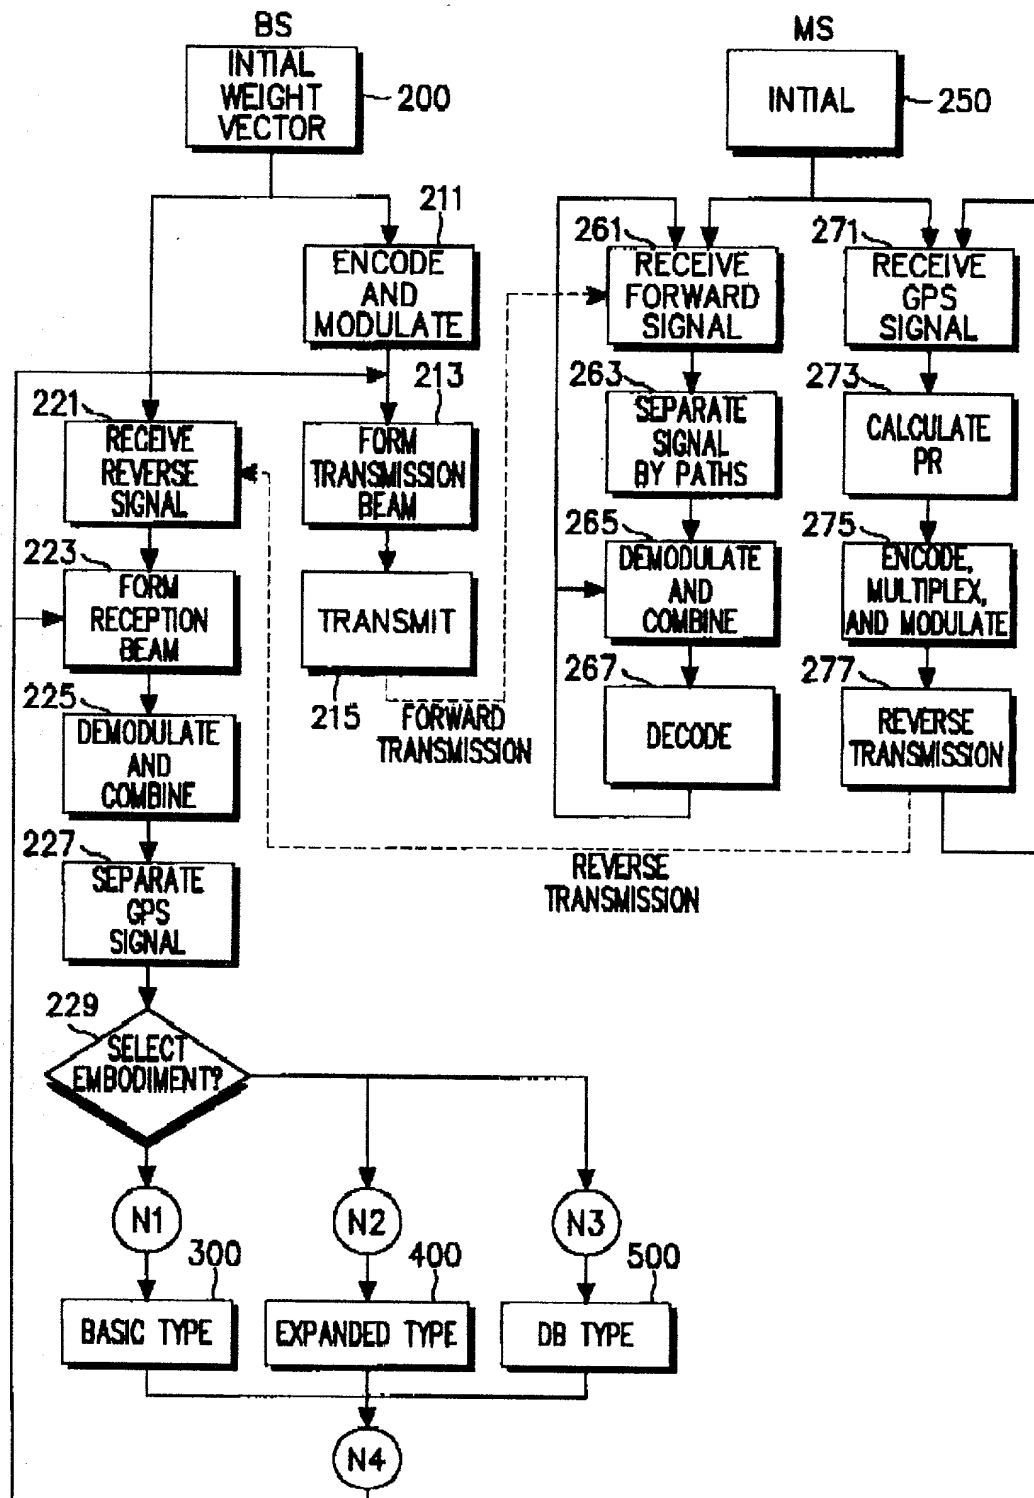 BS
INTIAL
WEIGHT
VECTOR
200
MS
INTIAL
250
211
ENCODE
AND
MODULATE
213
FORM
TRANSMISSION
BEAM
TRANSMIT
215
FORWARD
TRANSMISSION
221
RECEIVE
REVERSE
SIGNAL
223
FORM
RECEPTION
BEAM
225
DEMODULATE
AND
COMBINE
227
SEPARATE
GPS
SIGNAL
229
SELECT
EMBODIMENT?
261
RECEIVE
FORWARD
SIGNAL
263
SEPARATE
SIGNAL
BY PATHS
265
DEMODULATE
AND
COMBINE
267
DECODE
271
RECEIVE
GPS
SIGNAL
273
CALCULATE
PR
275
ENCODE,
MULTIPLEX,
AND MODULATE
277
REVERSE
TRANSMISSION
REVERSE
TRANSMISSION
N1
N2
N3
300
BASIC TYPE
400
EXPANDED TYPE
500
DB TYPE
N4